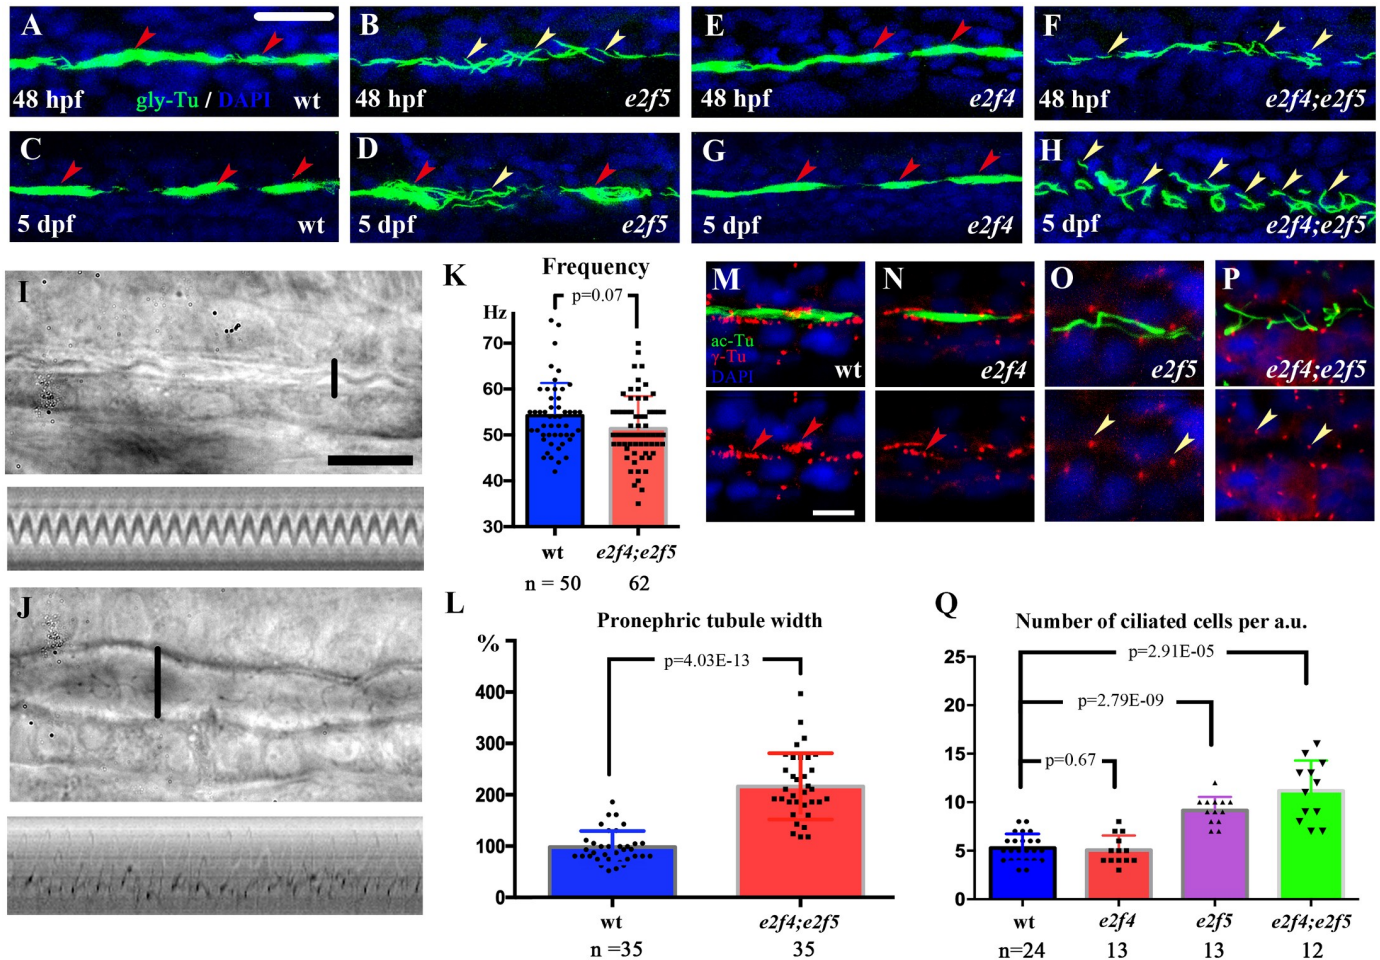 A
B
E
F
gly-Tu / DAPI
48 hpf
wt
48 hpf
e2f5
48 hpf
e2f4
48 hpf
e2f4;e2f5
C
D
G
H
5 dpf
wt
5 dpf
e2f5
5 dpf
e2f4
5 dpf
e2f4;e2f5
I
J
K
Frequency
p=0.07
Hz
70
60
50
40
30
wt
e2f4;e2f5
n = 50
62
M
N
O
P
ac-Tu
γ-Tu
DAPI
wt
e2f4
e2f5
e2f4;e2f5
L
Pronephric tubule width
%
p=4.03E-13
400
300
200
100
0
wt
e2f4;e2f5
n =35
35
Q
Number of ciliated cells per a.u.
p=2.91E-05
p=2.79E-09
p=0.67
25
20
15
10
5
0
wt
e2f4
e2f5
e2f4;e2f5
n=24
13
13
12